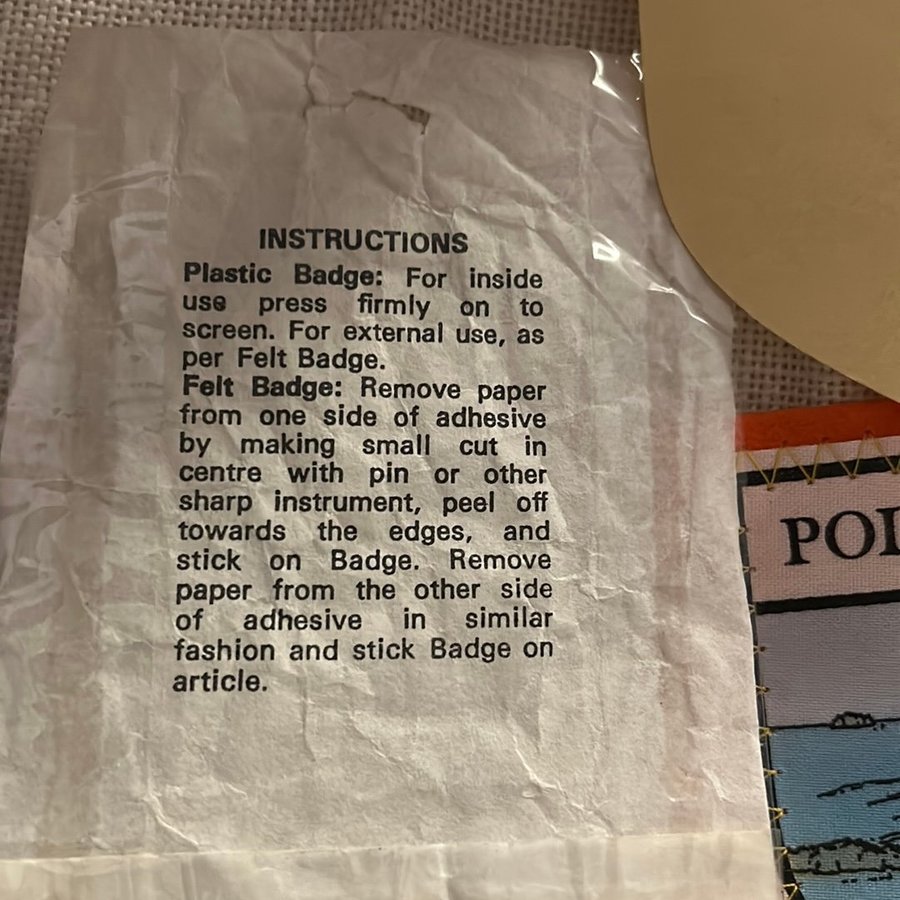 INSTRUCTIONS
Plastic Badge: For inside
use press firmly on to
screen. For external use, as
per Felt Badge.
Felt Badge: Remove paper
from one side of adhesive
by making small cut in
centre with pin or other
sharp instrument, peel off
towards the edges, and
stick on Badge. Remove
paper from the other side
of adhesive in similar
fashion and stick Badge on
article.